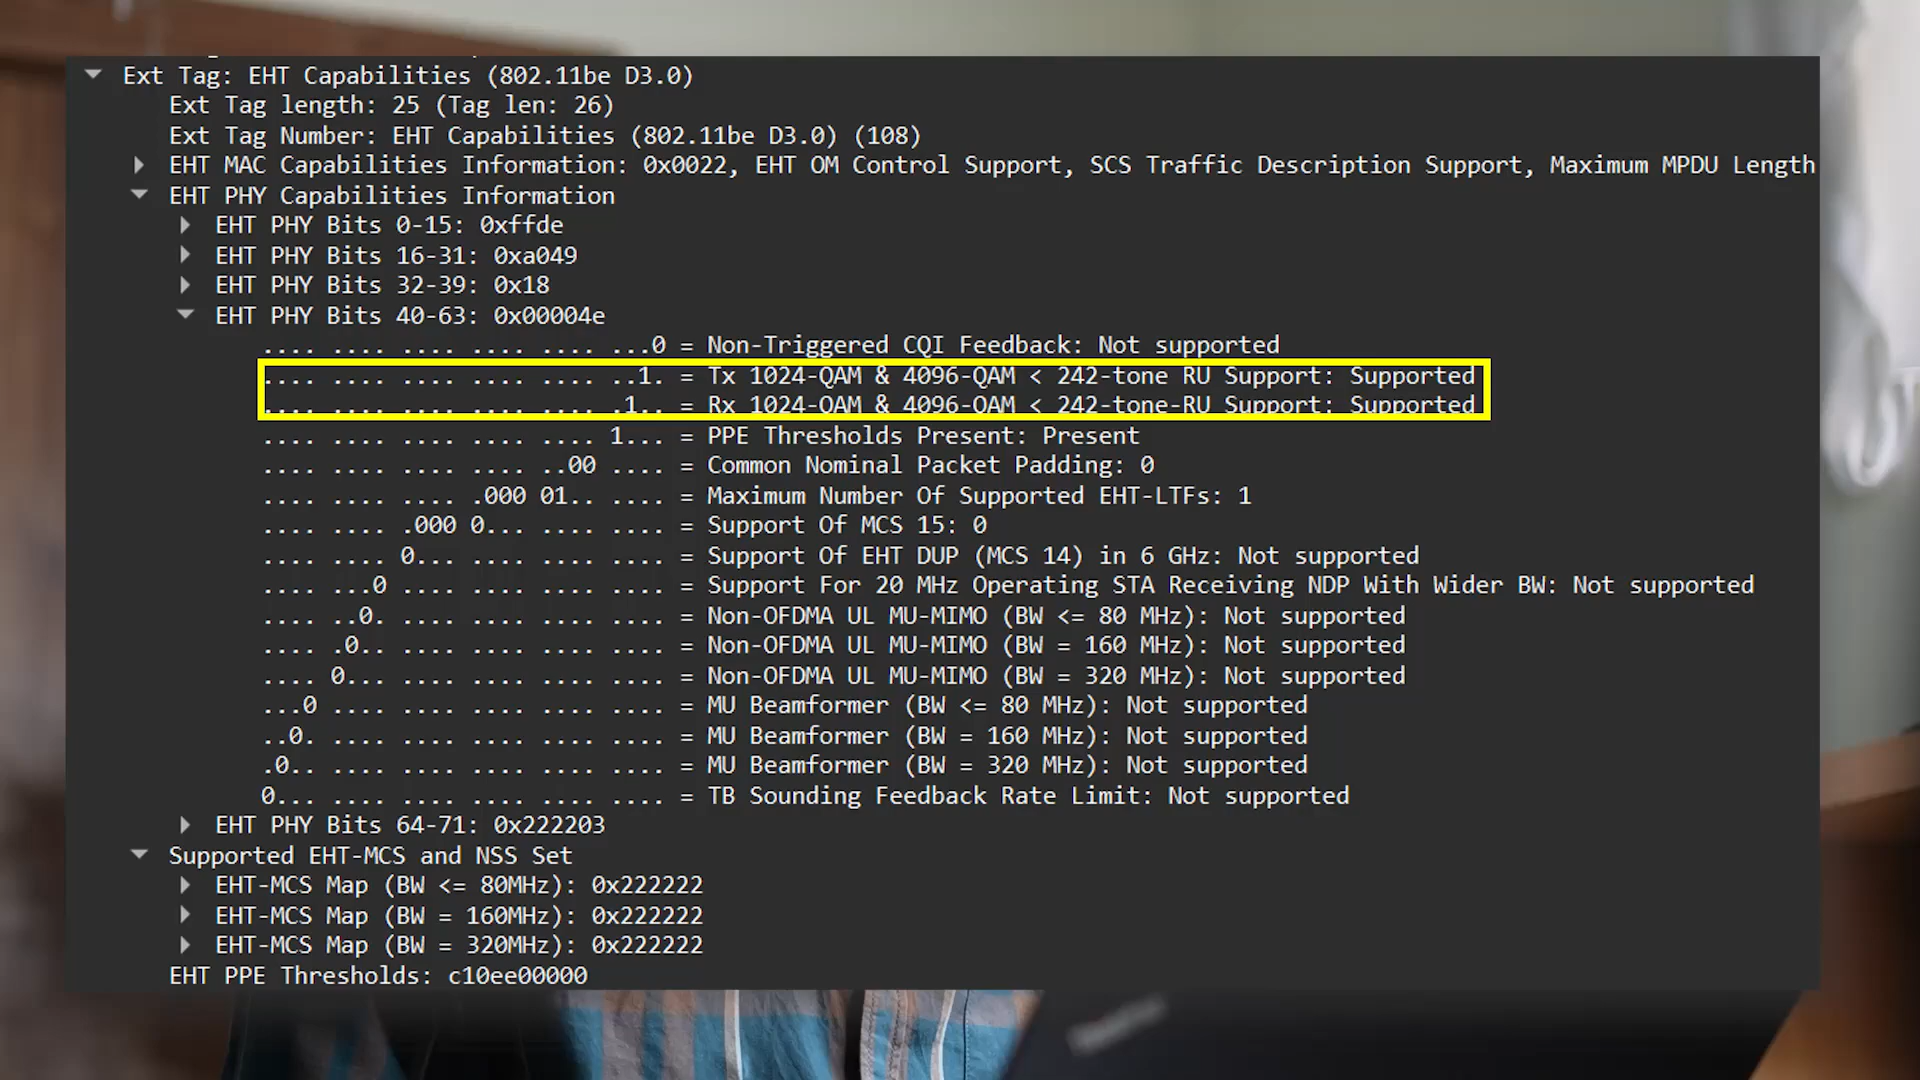 Ext Tag: EHT Capabilities (802.11be D3.0)
Ext Tag length: 25 (Tag len: 26)
Ext Tag Number: EHT Capabilities (802.11be D3.0) (108)
EHT MAC Capabilities Information: 0x0022, EHT OM Control Support, SCS Traffic Description Support, Maximum MPDU Length
EHT PHY Capabilities Information
EHT PHY Bits 0-15: 0xffde
EHT PHY Bits 16-31: 0xa049
EHT PHY Bits 32-39: 0x18
EHT PHY Bits 40-63: 0x00004e
.... .... .... .... .... ...0 = Non-Triggered CQI Feedback: Not supported
.... .... .... .... .... ..1. = Tx 1024-QAM & 4096-QAM < 242-tone RU Support: Supported
.... .... .... .... .... .1.. = Rx 1024-QAM & 4096-QAM < 242-tone-RU Support: Supported
.... .... .... .... .... 1... = PPE Thresholds Present: Present
.... .... .... .... ..00 .... = Common Nominal Packet Padding: 0
.... .... .... .000 01.. .... = Maximum Number Of Supported EHT-LTFs: 1
.... .... .000 0... .... .... = Support Of MCS 15: 0
.... .... 0... .... .... .... = Support Of EHT DUP (MCS 14) in 6 GHz: Not supported
.... ...0 .... .... .... .... = Support For 20 MHz Operating STA Receiving NDP With Wider BW: Not supported
.... ..0. .... .... .... .... = Non-OFDMA UL MU-MIMO (BW <= 80 MHz): Not supported
.... .0.. .... .... .... .... = Non-OFDMA UL MU-MIMO (BW = 160 MHz): Not supported
.... 0... .... .... .... .... = Non-OFDMA UL MU-MIMO (BW = 320 MHz): Not supported
...0 .... .... .... .... .... = MU Beamformer (BW <= 80 MHz): Not supported
..0. .... .... .... .... .... = MU Beamformer (BW = 160 MHz): Not supported
.0.. .... .... .... .... .... = MU Beamformer (BW = 320 MHz): Not supported
0... .... .... .... .... .... = TB Sounding Feedback Rate Limit: Not supported
EHT PHY Bits 64-71: 0x222203
Supported EHT-MCS and NSS Set
EHT-MCS Map (BW <= 80MHz): 0x222222
EHT-MCS Map (BW = 160MHz): 0x222222
EHT-MCS Map (BW = 320MHz): 0x222222
EHT PPE Thresholds: c10ee00000